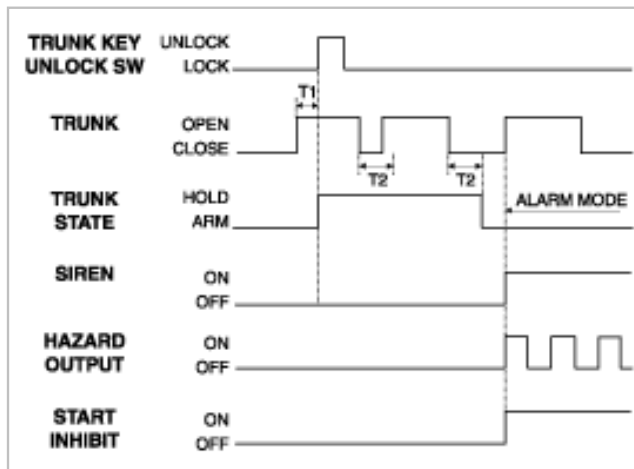 TRUNK KEY UNLOCK
UNLOCK SW LOCK
T1
TRUNK OPEN
CLOSE
T2 T2
TRUNK HOLD
STATE ARM
ALARM MODE
SIREN ON
OFF
HAZARD ON
OUTPUT OFF
START ON
INHIBIT OFF